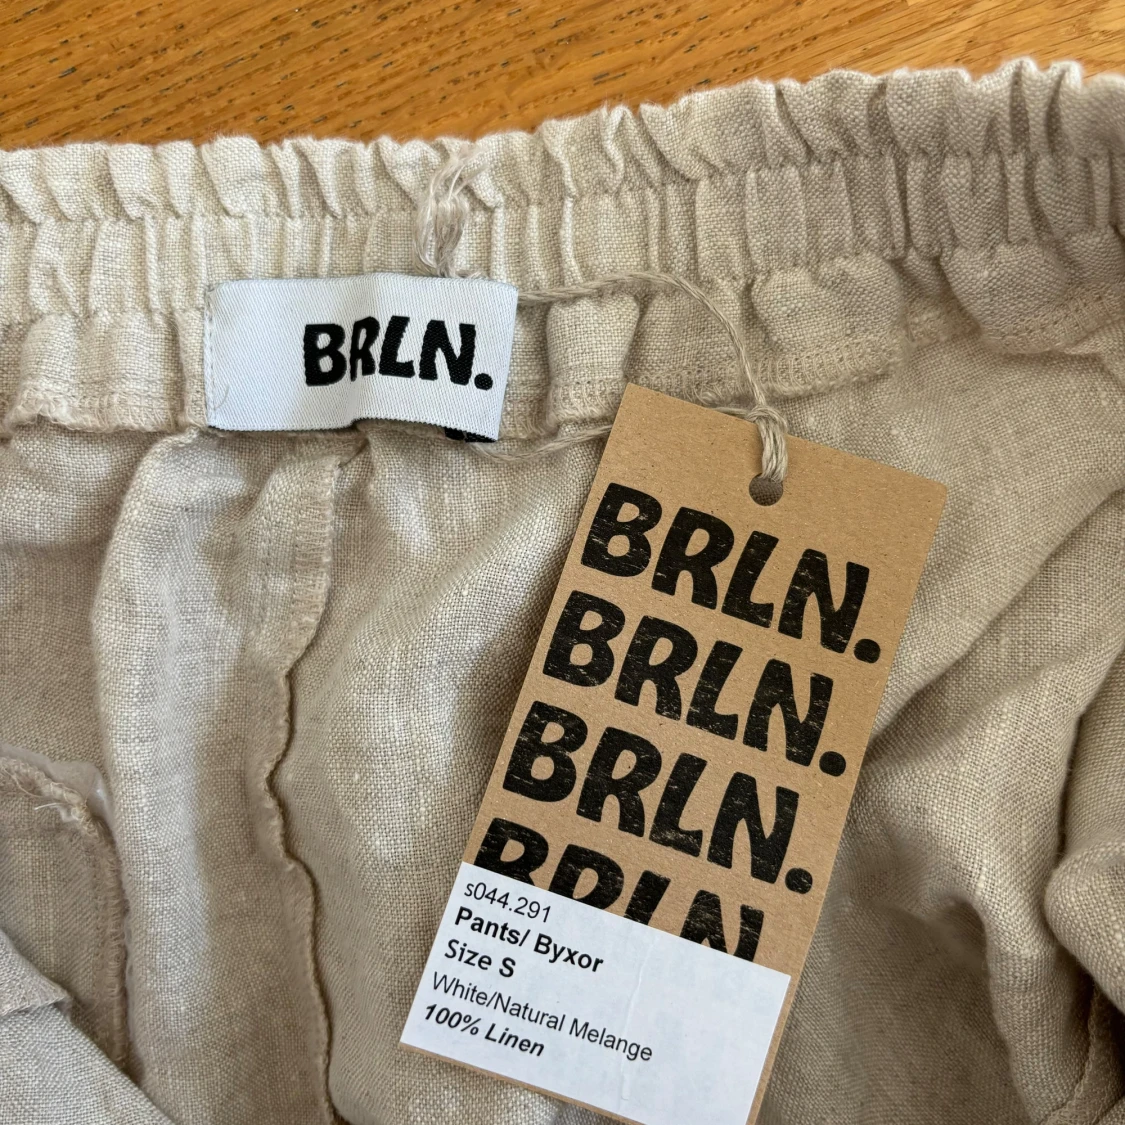 BRLN.
BRLN.
BRLN.
BRLN.
BRLN
s044.291
Pants/ Byxor
Size S
White/Natural Melange
100% Linen